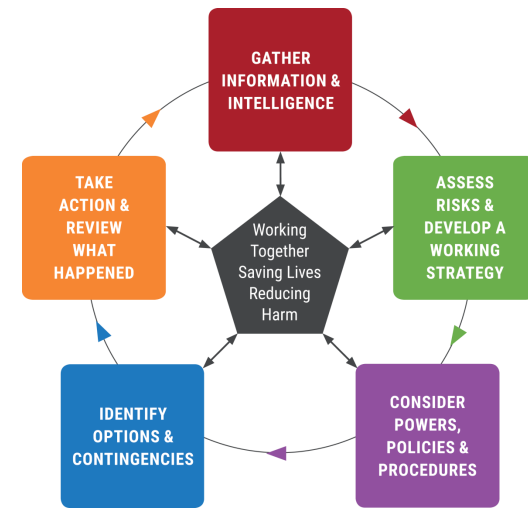 GATHER
INFORMATION &
INTELLIGENCE
ASSESS
RISKS &
DEVELOP A
WORKING
STRATEGY
CONSIDER
POWERS,
POLICIES &
PROCEDURES
IDENTIFY
OPTIONS &
CONTINGENCIES
TAKE
ACTION &
REVIEW
WHAT
HAPPENED
Working
Together
Saving Lives
Reducing
Harm